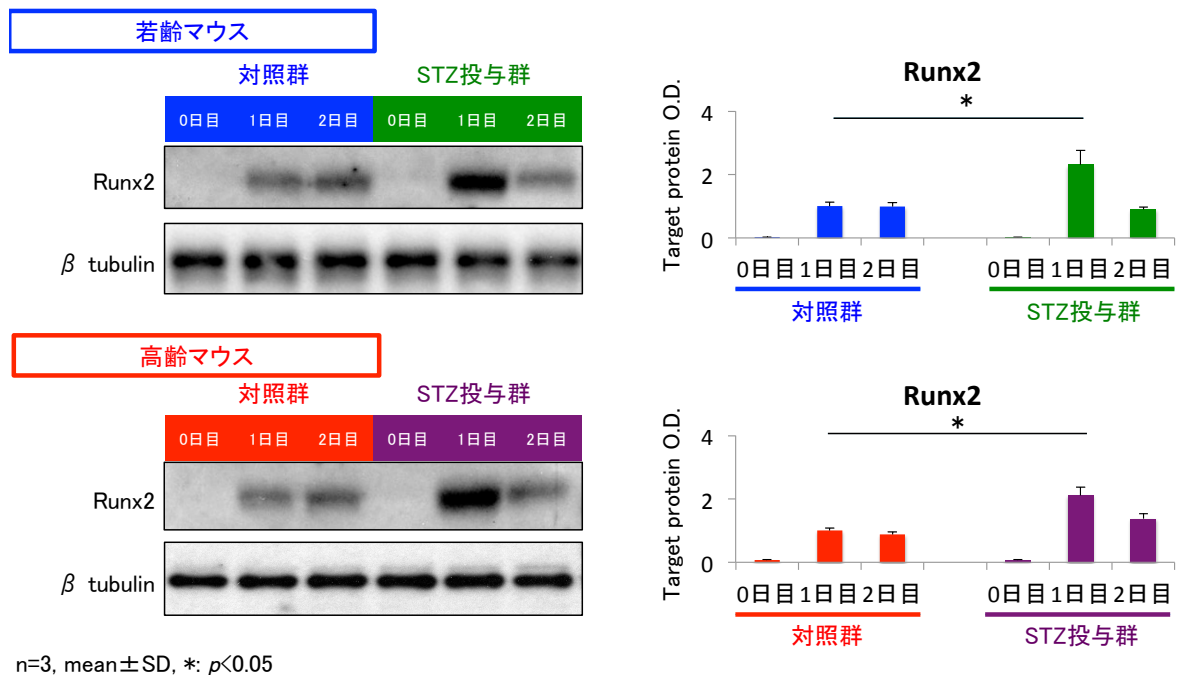 若齢マウス
対照群 STZ投与群
0日目 1日目 2日目 0日目 1日目 2日目
Runx2
β tubulin
Runx2
*
Target protein O.D.
4
2
0
0日目 1日目 2日目 0日目 1日目 2日目
対照群 STZ投与群
高齢マウス
対照群 STZ投与群
0日目 1日目 2日目 0日目 1日目 2日目
Runx2
β tubulin
Runx2
*
Target protein O.D.
4
2
0
0日目 1日目 2日目 0日目 1日目 2日目
対照群 STZ投与群
n=3, mean±SD, *: p<0.05